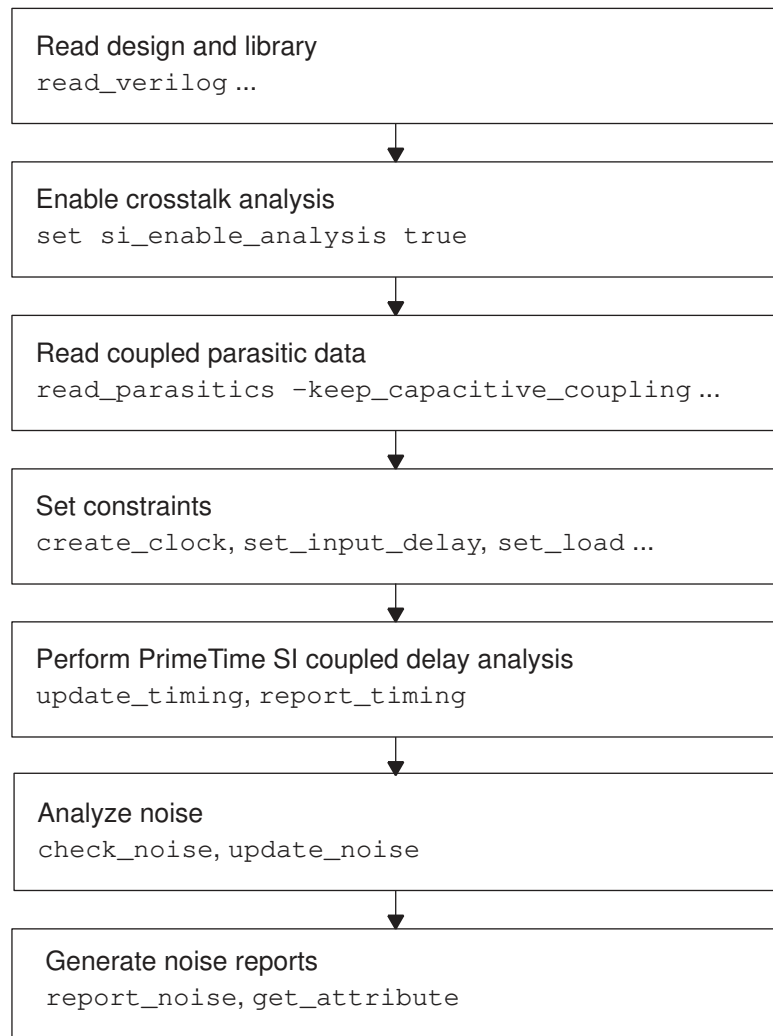 Read design and library
read_verilog ...
Enable crosstalk analysis
set si_enable_analysis true
Read coupled parasitic data
read_parasitics -keep_capacitive_coupling ...
Set constraints
create_clock, set_input_delay, set_load ...
Perform PrimeTime SI coupled delay analysis
update_timing, report_timing
Analyze noise
check_noise, update_noise
Generate noise reports
report_noise, get_attribute